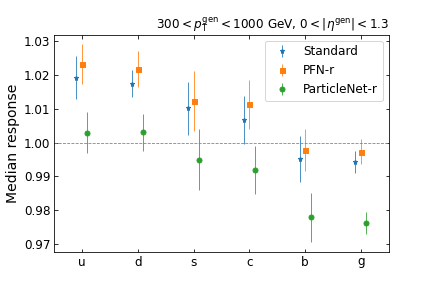 300 < p_T^gen < 1000 GeV, 0 < |η^gen| < 1.3
Standard
PFN-r
ParticleNet-r
Median response
1.03
1.02
1.01
1.00
0.99
0.98
0.97
u d s c b g